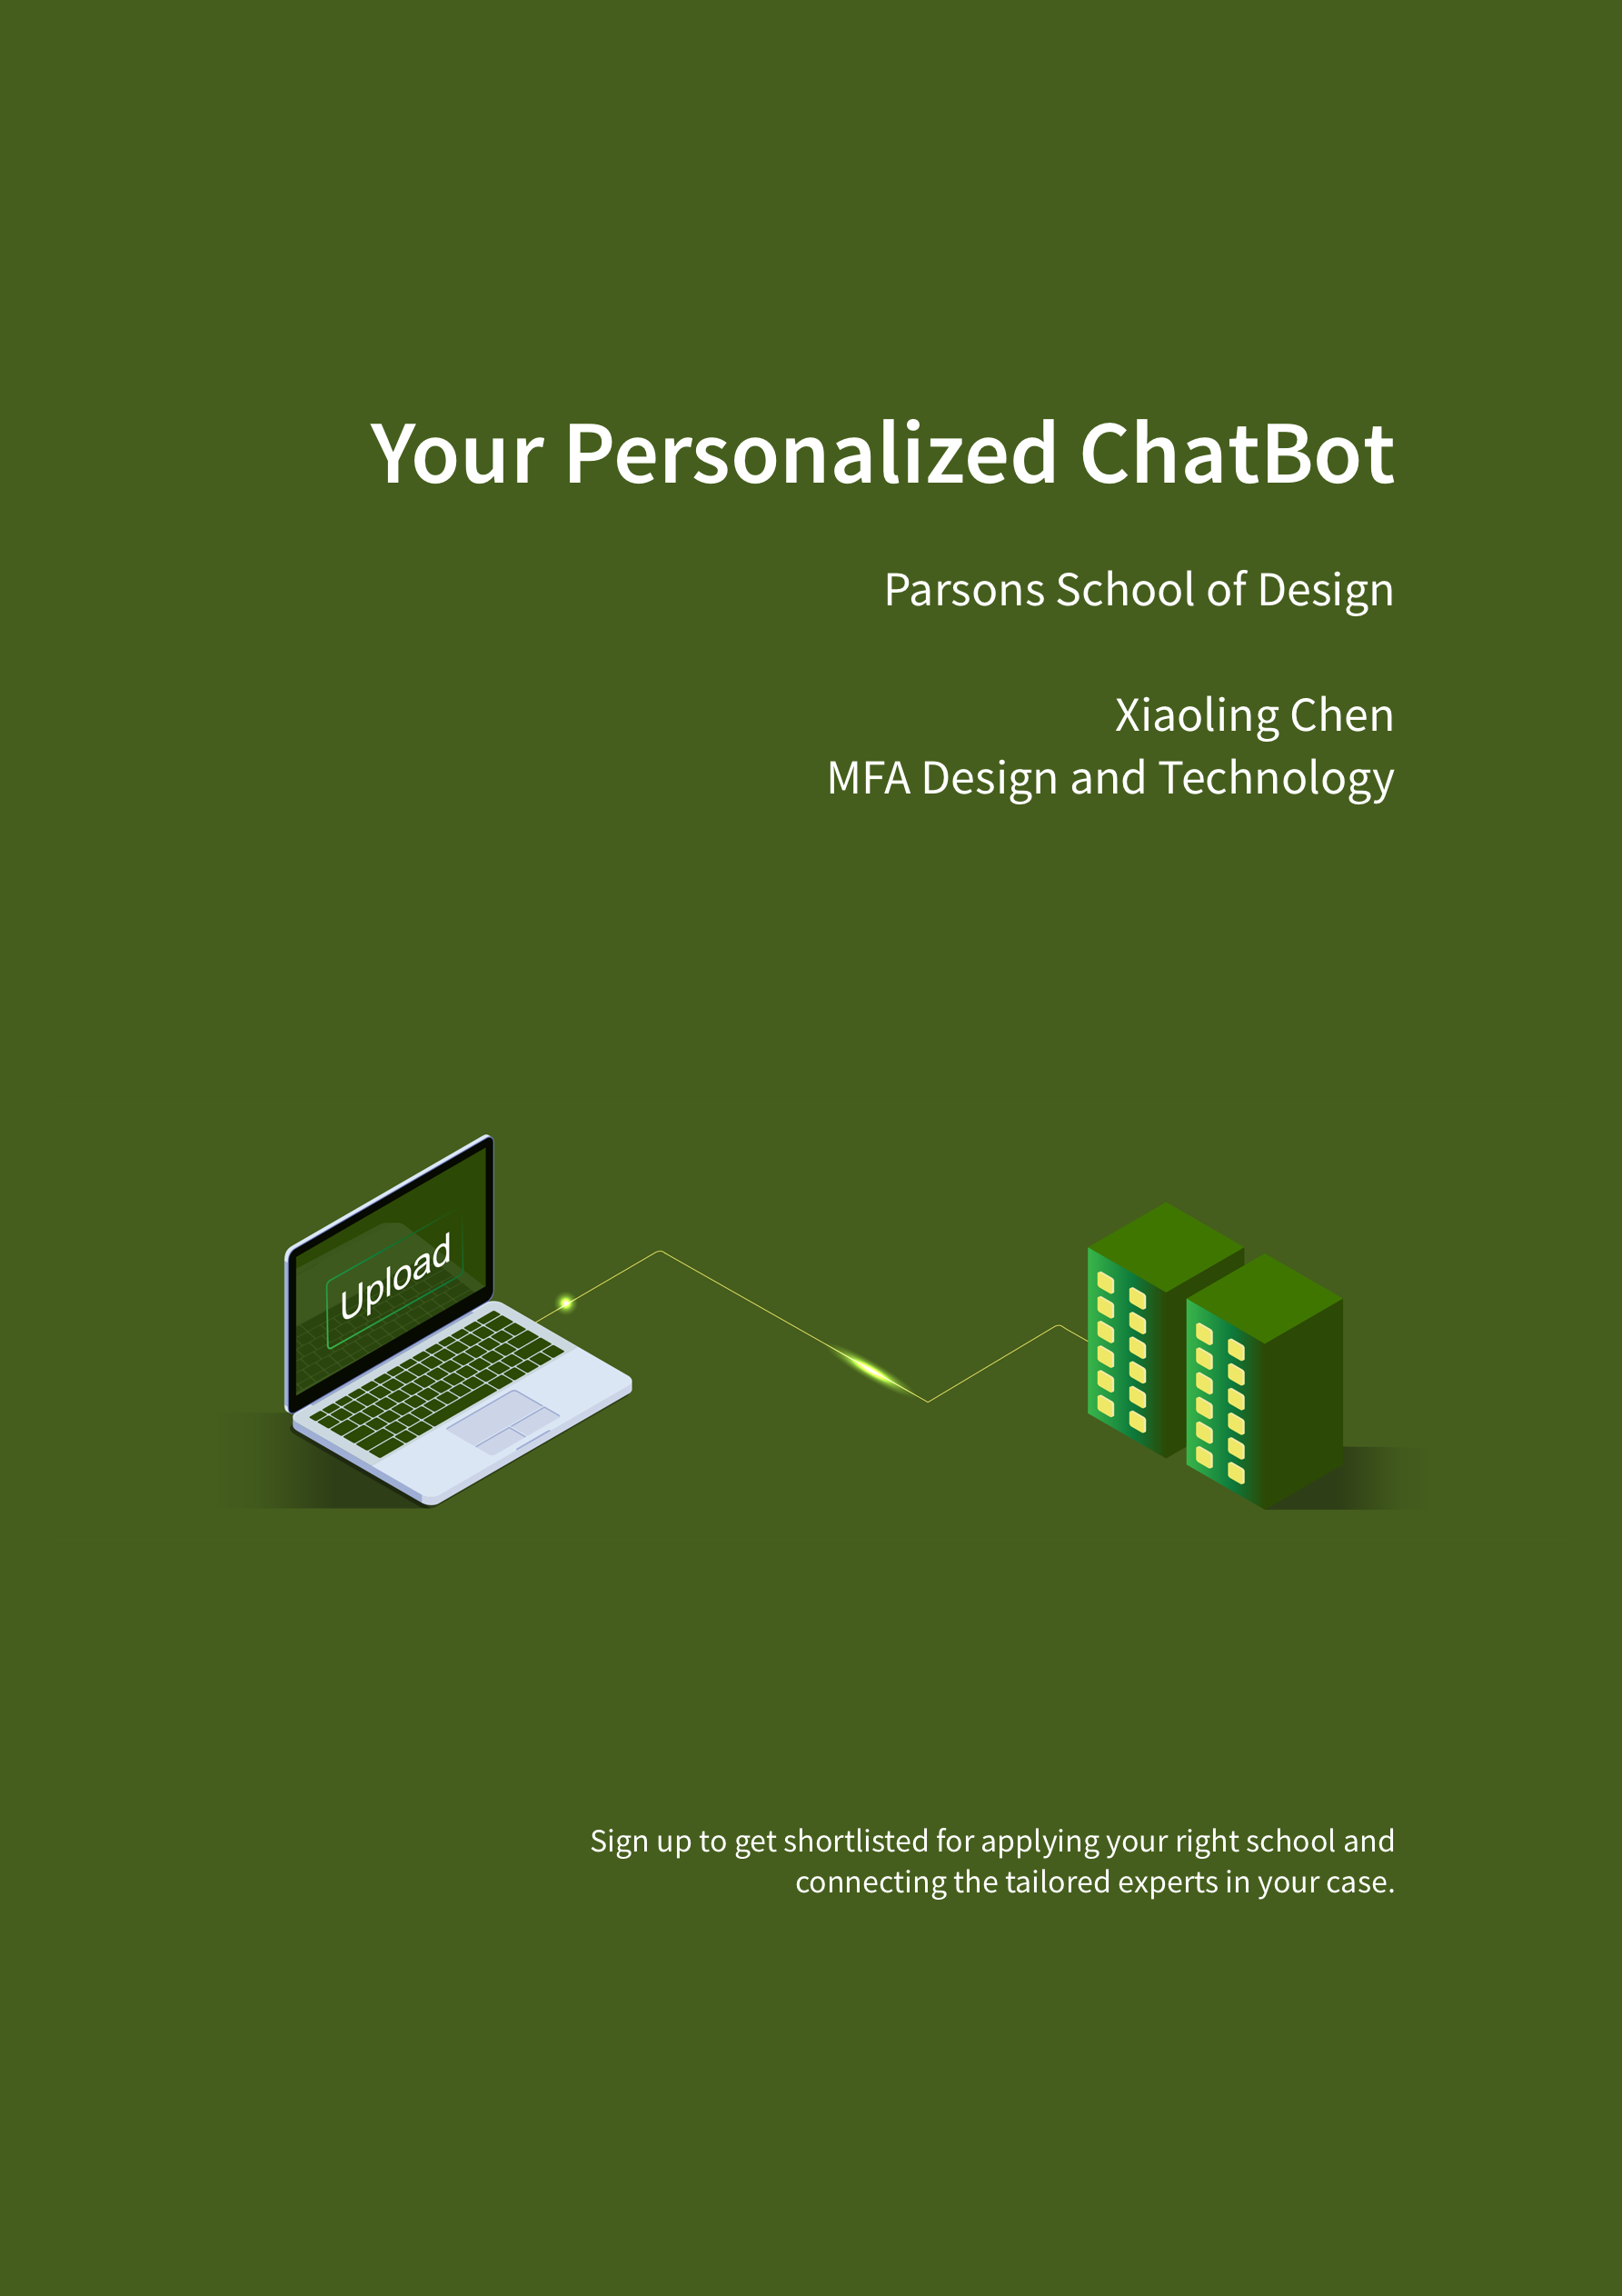 Your Personalized ChatBot
Parsons School of Design
Xiaoling Chen
MFA Design and Technology
Upload
Sign up to get shortlisted for applying your right school and
connecting the tailored experts in your case.